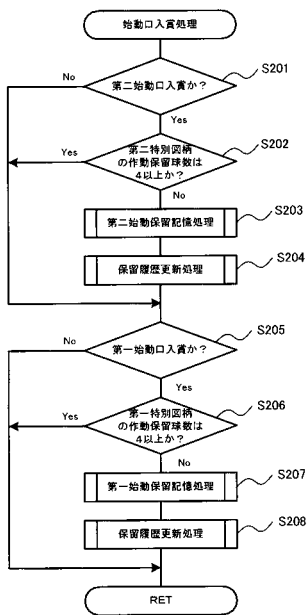 始動口入賞処理
S201
No
第二始動口入賞か？
Yes
S202
Yes
第二特別図柄
の作動保留球数は
4以上か？
No
S203
第二始動保留記憶処理
S204
保留履歴更新処理
S205
No
第一始動口入賞か？
Yes
S206
Yes
第一特別図柄
の作動保留球数は
4以上か？
No
S207
第一始動保留記憶処理
S208
保留履歴更新処理
RET